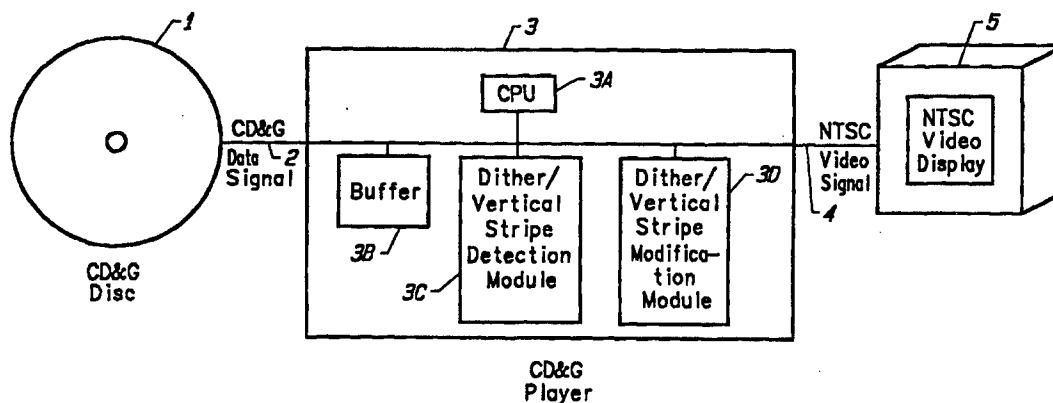 1
CD&G
Data
Signal
2
CD&G
Disc
3
CPU
3A
Buffer
3B
Dither/
Vertical
Stripe
Detection
Module
3C
Dither/
Vertical
Stripe
Modifica-
tion
Module
3D
CD&G
Player
NTSC
Video
Signal
4
5
NTSC
Video
Display